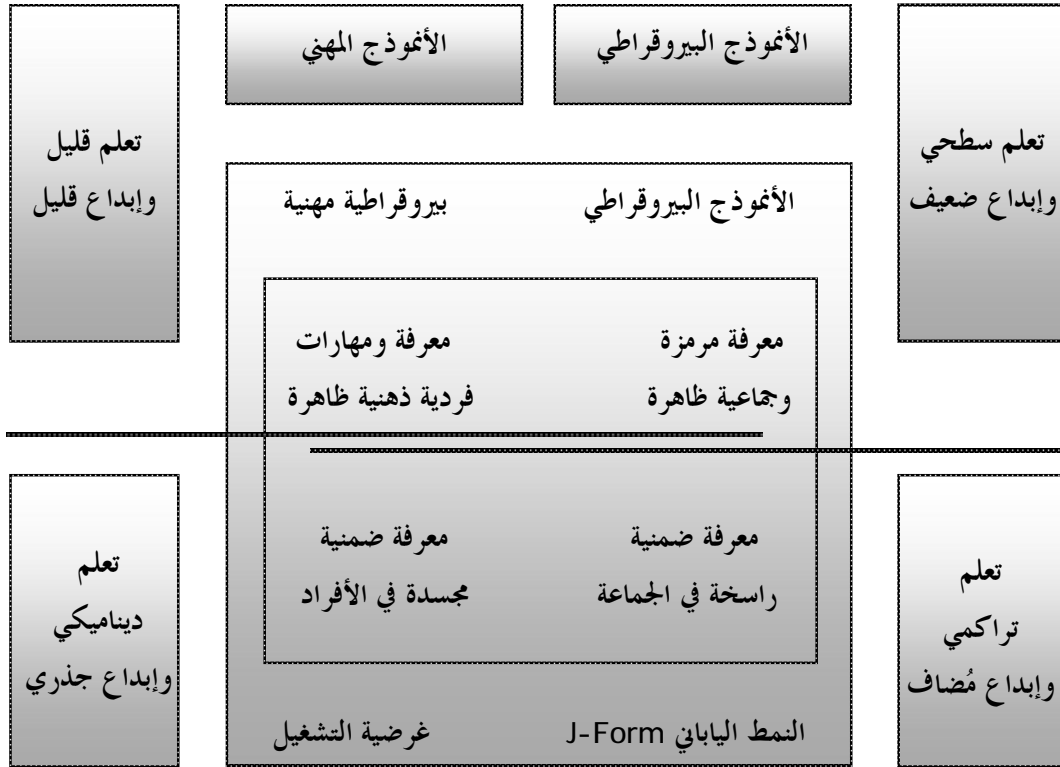 الأنموذج البيروقراطي
الأنموذج المهني
تعلم سطحي
وإبداع ضعيف
تعلم قليل
وإبداع قليل
الأنموذج البيروقراطي
بيروقراطية مهنية
معرفة مرمزة
وجماعية ظاهرة
معرفة ومهارات
فردية ذهنية ظاهرة
معرفة ضمنية
راسخة في الجماعة
معرفة ضمنية
مجسدة في الأفراد
النمط الياباني J-Form
غرضية التشغيل
تعلم
تراكمي
وإبداع مُضاف
تعلم
ديناميكي
وإبداع جذري